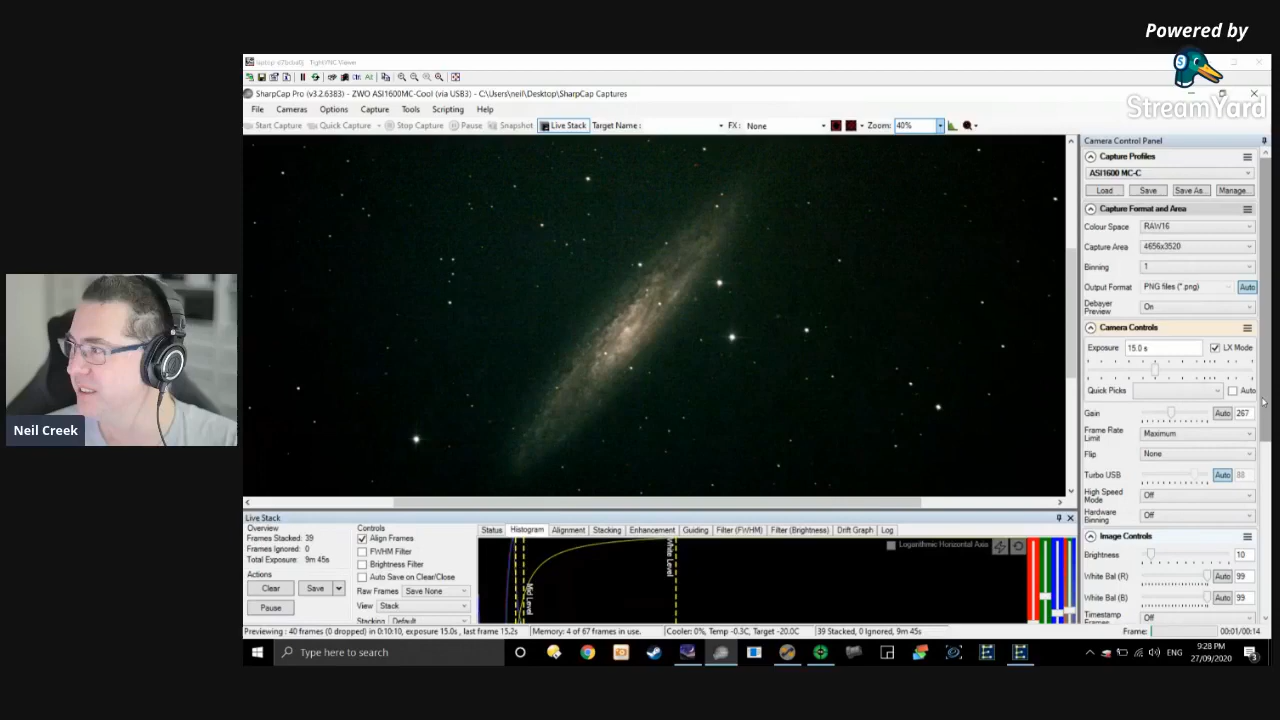 Powered by
StreamYard
Neil Creek
TightVNC Viewer
SharpCap Pro (v3.2.6383) - ZWO ASI1600MC-Cool (via USB3) - C:\Users\neil\Desktop\SharpCap Captures
File Cameras Options Capture Tools Scripting Help
Start Capture Quick Capture Stop Capture Pause Snapshot Live Stack Target Name : FX: None Zoom: 40%
Camera Control Panel
Capture Profiles
ASI1600 MC-C
Load Save Save As... Manage...
Capture Format and Area
Colour Space RAW16
Capture Area 4656x3520
Binning 1
Output Format PNG files (*.png) Auto
Debayer Preview On
Camera Controls
Exposure 15.0 s LX Mode
Quick Picks Auto
Gain Auto 267
Frame Rate Limit Maximum
Flip None
Turbo USB Auto 88
High Speed Mode Off
Hardware Binning Off
Image Controls
Brightness 10
White Bal (R) Auto 99
White Bal (B) Auto 99
Timestamp Frames Off
Live Stack
Overview
Frames Stacked: 39
Frames Ignored: 0
Total Exposure: 9m 45s
Actions
Clear Save
Pause
Controls
Align Frames
FWHM Filter
Brightness Filter
Auto Save on Clear/Close
Raw Frames Save None
View Stack
Stacking Default
Status Histogram Alignment Stacking Enhancement Guiding Filter (FWHM) Filter (Brightness) Drift Graph Log
Logarithmic Horizontal Axis
Mid Level
White Level
Previewing : 40 frames (0 dropped) in 0:10:10, exposure 15.0s , last frame 15.2s Memory: 4 of 67 frames in use. Cooler: 0%, Temp -0.3C, Target -20.0C 39 Stacked, 0 Ignored, 9m 45s Frame: 00:01/00:14
Type here to search
ENG
9:28 PM
27/09/2020
3